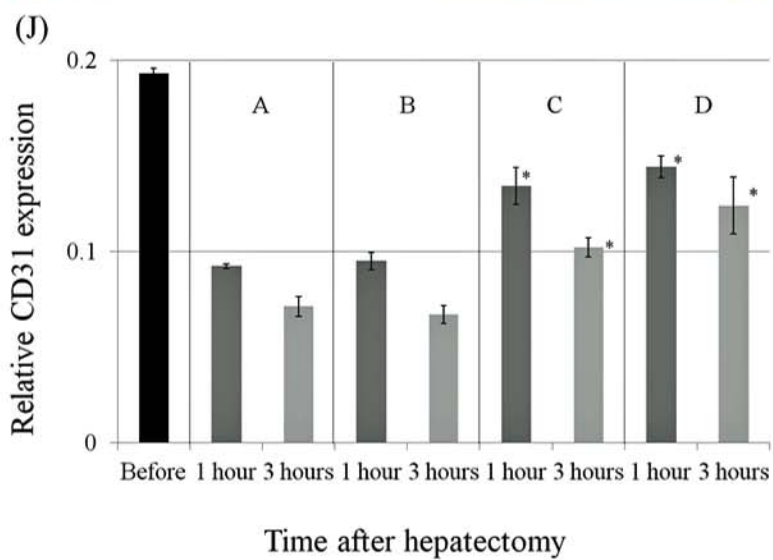 (J)
Relative CD31 expression
0.2
0.1
0
A
B
C
D
*
*
*
*
Before 1 hour 3 hours 1 hour 3 hours 1 hour 3 hours 1 hour 3 hours
Time after hepatectomy